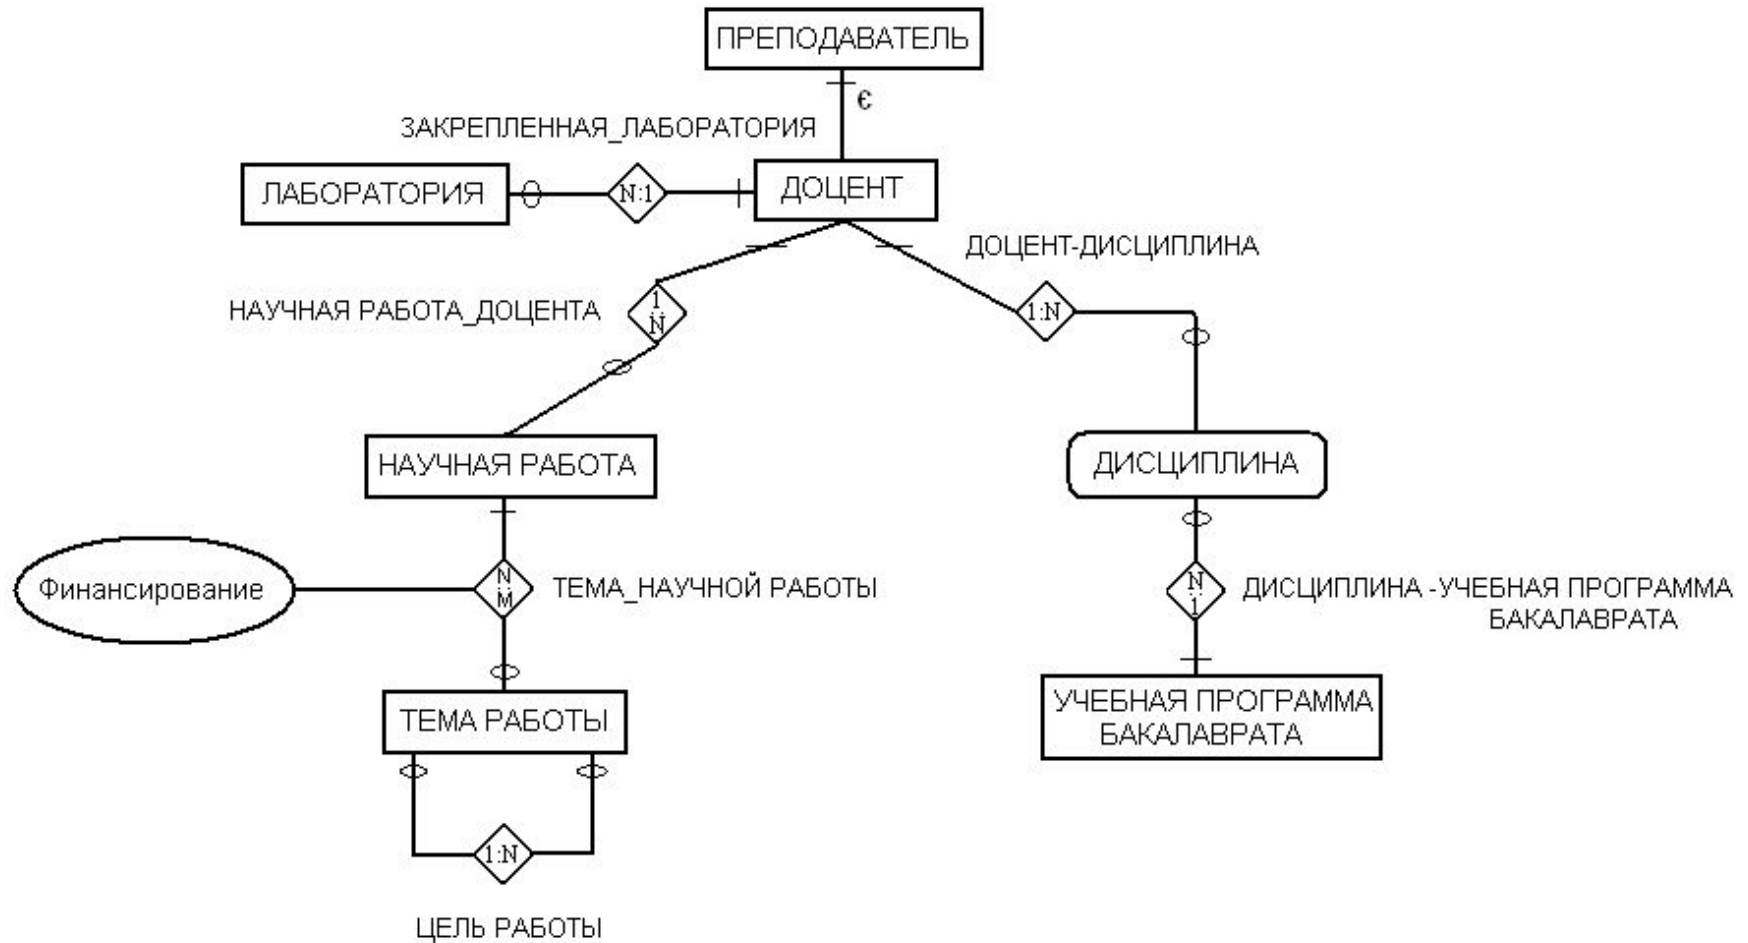 ПРЕПОДАВАТЕЛЬ
Є
ЗАКРЕПЛЕННАЯ_ЛАБОРАТОРИЯ
ЛАБОРАТОРИЯ
N:1
ДОЦЕНТ
ДОЦЕНТ-ДИСЦИПЛИНА
НАУЧНАЯ РАБОТА_ДОЦЕНТА
1
:
N
1:N
НАУЧНАЯ РАБОТА
ДИСЦИПЛИНА
Финансирование
N
:
M
ТЕМА_НАУЧНОЙ РАБОТЫ
N
:
1
ДИСЦИПЛИНА -УЧЕБНАЯ ПРОГРАММА
БАКАЛАВРАТА
ТЕМА РАБОТЫ
УЧЕБНАЯ ПРОГРАММА
БАКАЛАВРАТА
1:N
ЦЕЛЬ РАБОТЫ